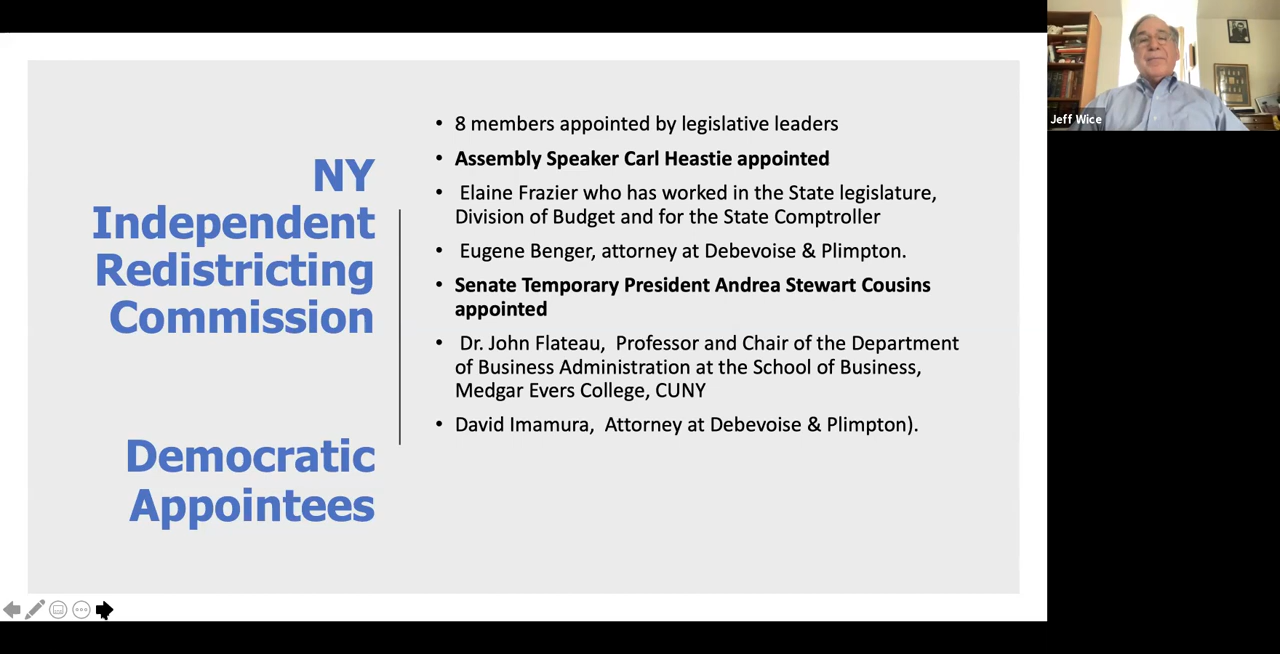 NY
Independent
Redistricting
Commission
Democratic
Appointees
• 8 members appointed by legislative leaders
• Assembly Speaker Carl Heastie appointed
• Elaine Frazier who has worked in the State legislature,
Division of Budget and for the State Comptroller
• Eugene Benger, attorney at Debevoise & Plimpton.
• Senate Temporary President Andrea Stewart Cousins
appointed
• Dr. John Flateau, Professor and Chair of the Department
of Business Administration at the School of Business,
Medgar Evers College, CUNY
• David Imamura, Attorney at Debevoise & Plimpton).
Jeff Wice